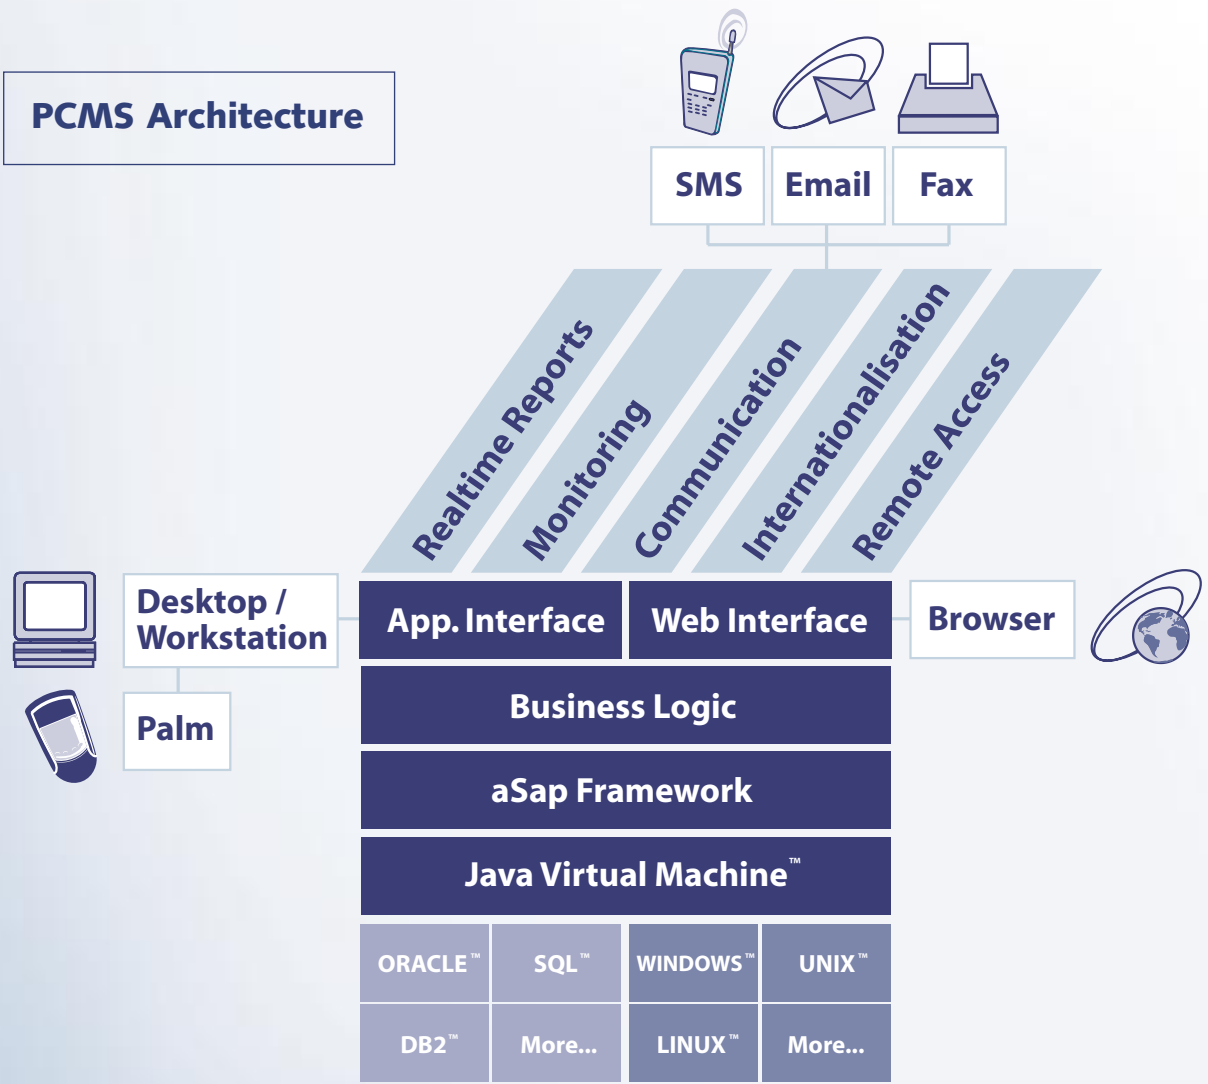 PCMS Architecture
SMS
Email
Fax
Realtime Reports
Monitoring
Communication
Internationalisation
Remote Access
Desktop /
Workstation
Palm
App. Interface
Web Interface
Browser
Business Logic
aSap Framework
Java Virtual Machine™
ORACLE™
SQL™
WINDOWS™
UNIX™
DB2™
More...
LINUX™
More...